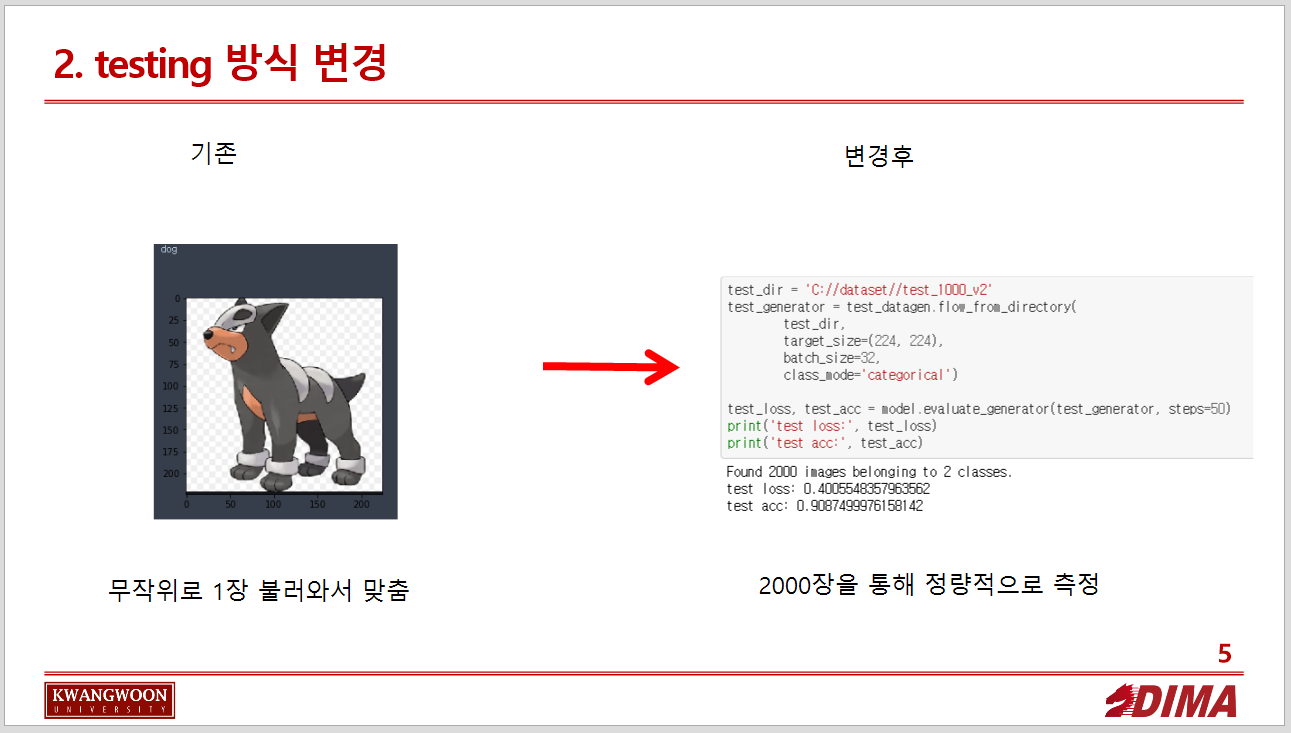 2. testing 방식 변경
기존
변경후
dog
0
25
50
75
100
125
150
175
200
0 50 100 150 200
무작위로 1장 불러와서 맞춤
test_dir = 'C://dataset//test_1000_v2'
test_generator = test_datagen.flow_from_directory(
        test_dir,
        target_size=(224, 224),
        batch_size=32,
        class_mode='categorical')
test_loss, test_acc = model.evaluate_generator(test_generator, steps=50)
print('test loss:', test_loss)
print('test acc:', test_acc)
Found 2000 images belonging to 2 classes.
test loss: 0.4005548357963562
test acc: 0.9087499976158142
2000장을 통해 정량적으로 측정
5
KWANGWOON
UNIVERSITY
DIMA